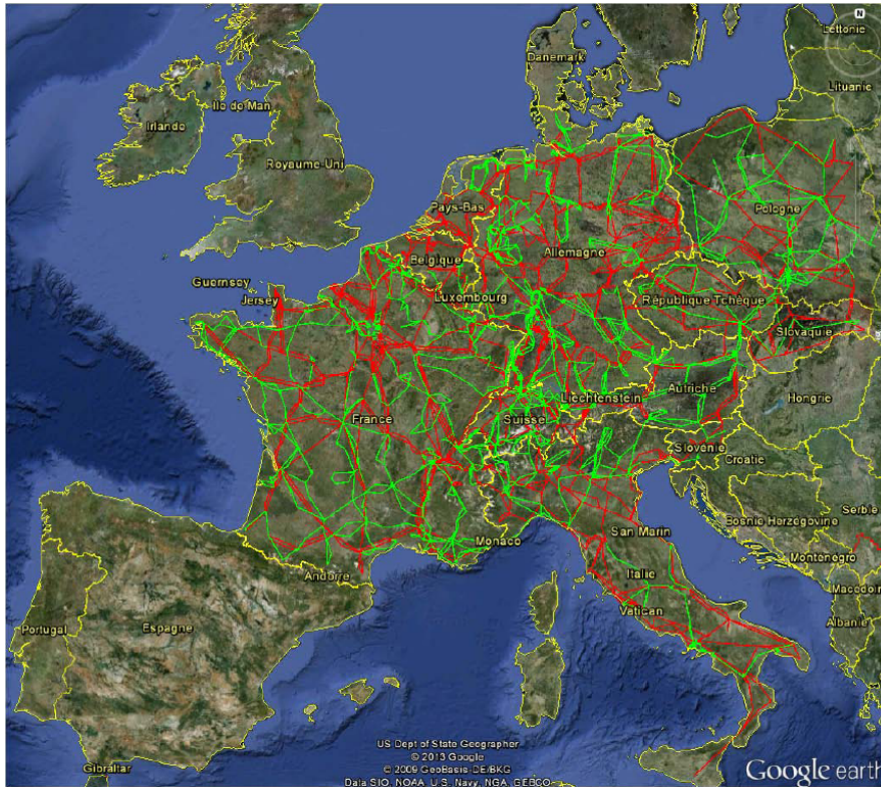 N
Lettonie
Danemark
Lituanie
Ile de Man
Irlande
Royaume-Uni
Pays-Bas
Pologne
Allemagne
Belgique
Guernsey
Luxembourg
Jersey
République Tchèque
Slovaquie
Autriche
Liechtenstein
Hongrie
France
Suisse
Slovénie
Croatie
Serbie
Bosnie Herzégovine
San Marin
Monaco
Monténégro
Andorre
Italie
Macédoin
Vatican
Albanie
Portugal
Espagne
US Dept of State Geographer
© 2013 Google
© 2009 GeoBasis-DE/BKG
Data SIO, NOAA, U.S. Navy, NGA, GEBCO
Gibraltar
Google earth